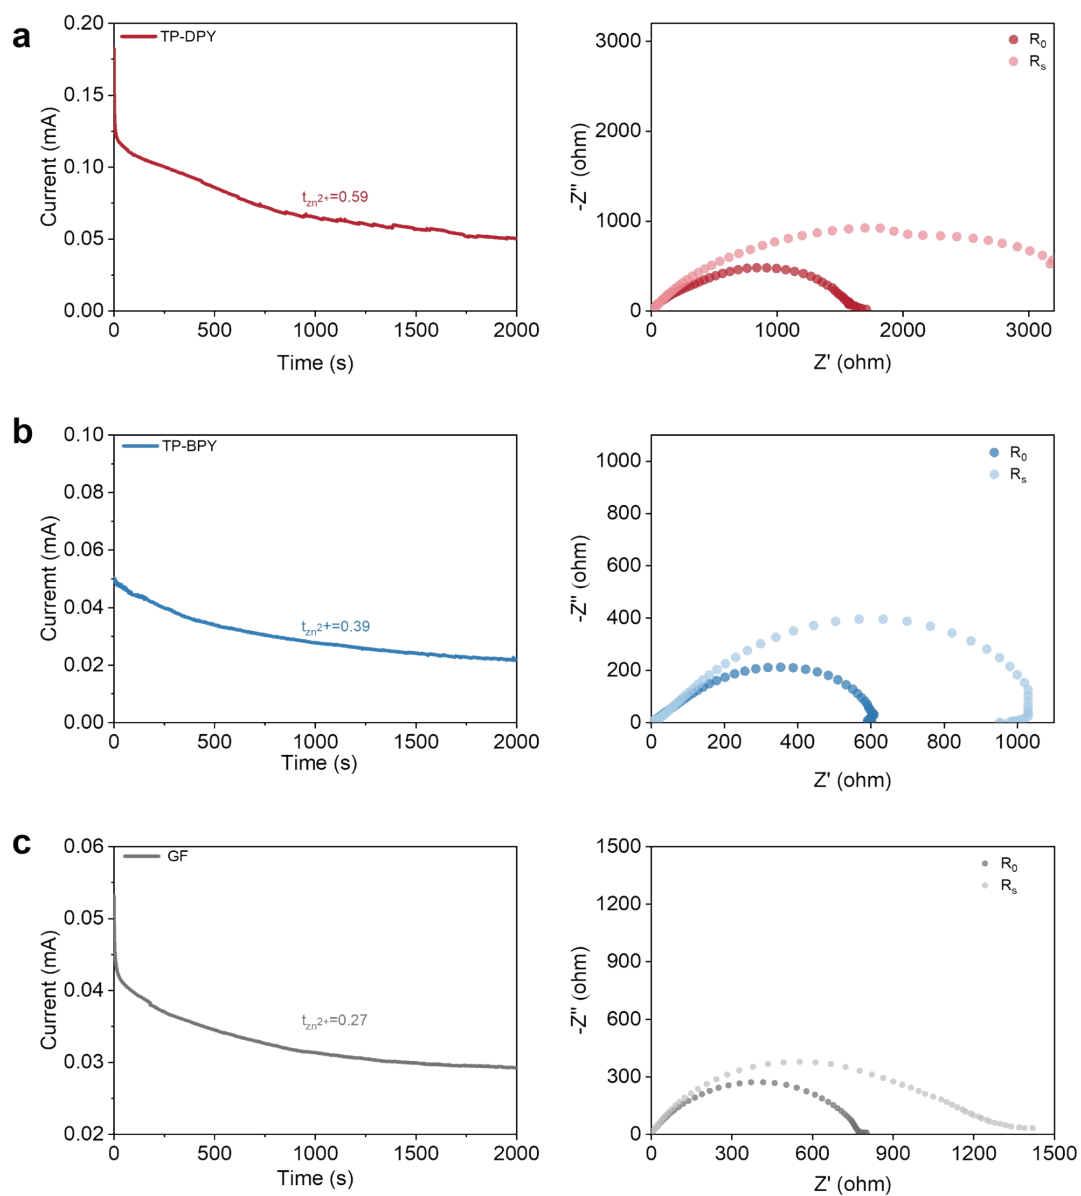 a
TP-DPY
0.20
0.15
0.10
0.05
0.00
Current (mA)
t_zn2+=0.59
0 500 1000 1500 2000
Time (s)
R0
Rs
3000
2000
1000
0
-Z" (ohm)
0 1000 2000 3000
Z' (ohm)
b
TP-BPY
0.10
0.08
0.06
0.04
0.02
0.00
Curremt (mA)
tzn2+=0.39
0 500 1000 1500 2000
Time (s)
R0
Rs
1000
800
600
400
200
0
-Z" (ohm)
0 200 400 600 800 1000
Z' (ohm)
c
GF
0.06
0.05
0.04
0.03
0.02
Current (mA)
tzn2+=0.27
0 500 1000 1500 2000
Time (s)
R0
Rs
1500
1200
900
600
300
0
-Z" (ohm)
0 300 600 900 1200 1500
Z' (ohm)